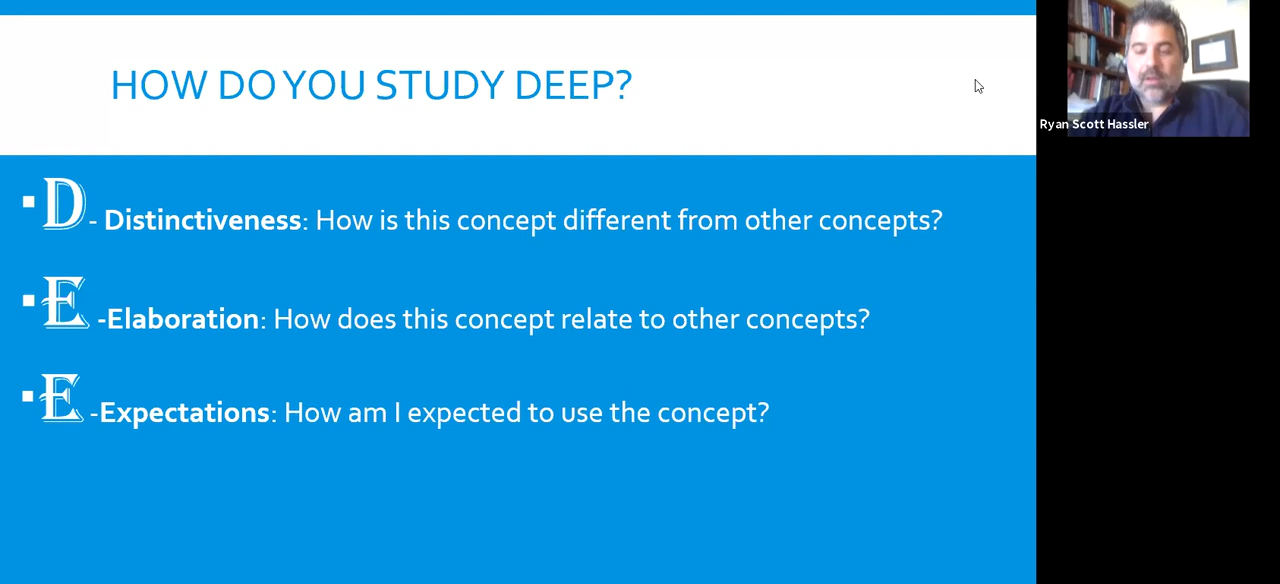 HOW DO YOU STUDY DEEP?
▪D- Distinctiveness: How is this concept different from other concepts?
▪E -Elaboration: How does this concept relate to other concepts?
▪E -Expectations: How am I expected to use the concept?
Ryan Scott Hassler